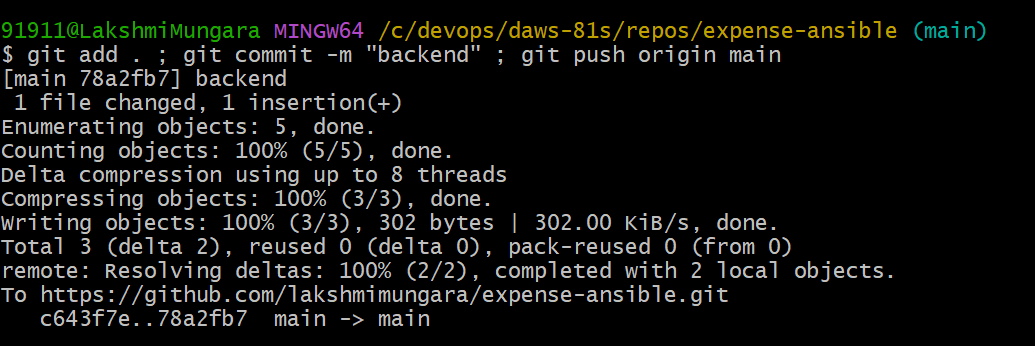 91911@LakshmiMungara MINGW64 /c/devops/daws-81s/repos/expense-ansible (main)
$ git add . ; git commit -m "backend" ; git push origin main
[main 78a2fb7] backend
 1 file changed, 1 insertion(+)
Enumerating objects: 5, done.
Counting objects: 100% (5/5), done.
Delta compression using up to 8 threads
Compressing objects: 100% (3/3), done.
Writing objects: 100% (3/3), 302 bytes | 302.00 KiB/s, done.
Total 3 (delta 2), reused 0 (delta 0), pack-reused 0 (from 0)
remote: Resolving deltas: 100% (2/2), completed with 2 local objects.
To https://github.com/lakshmimungara/expense-ansible.git
   c643f7e..78a2fb7  main -> main